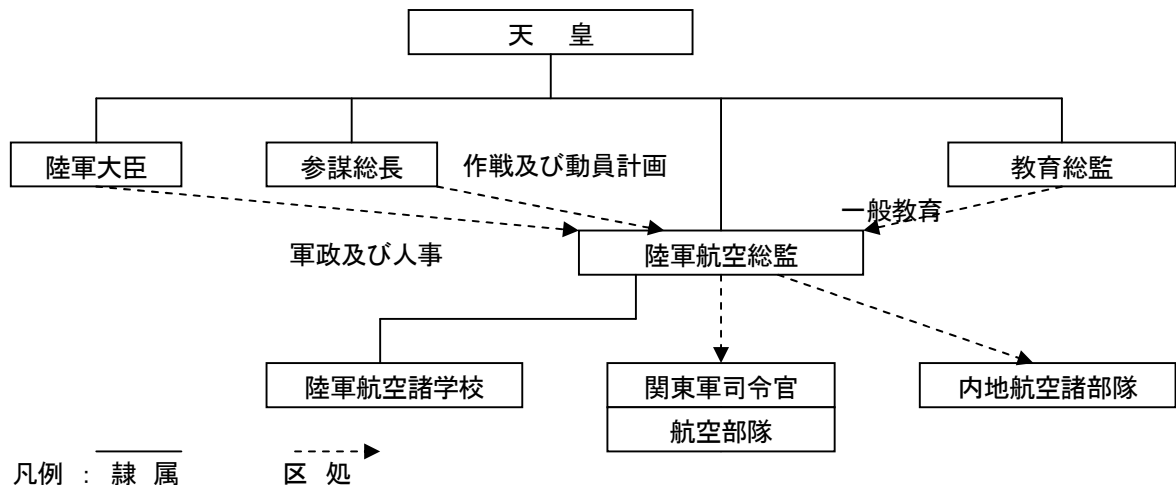 天 皇
陸軍大臣
参謀総長
作戦及び動員計画
教育総監
一般教育
軍政及び人事
陸軍航空総監
陸軍航空諸学校
関東軍司令官
航空部隊
内地航空諸部隊
凡例 : 隷 属 区 処